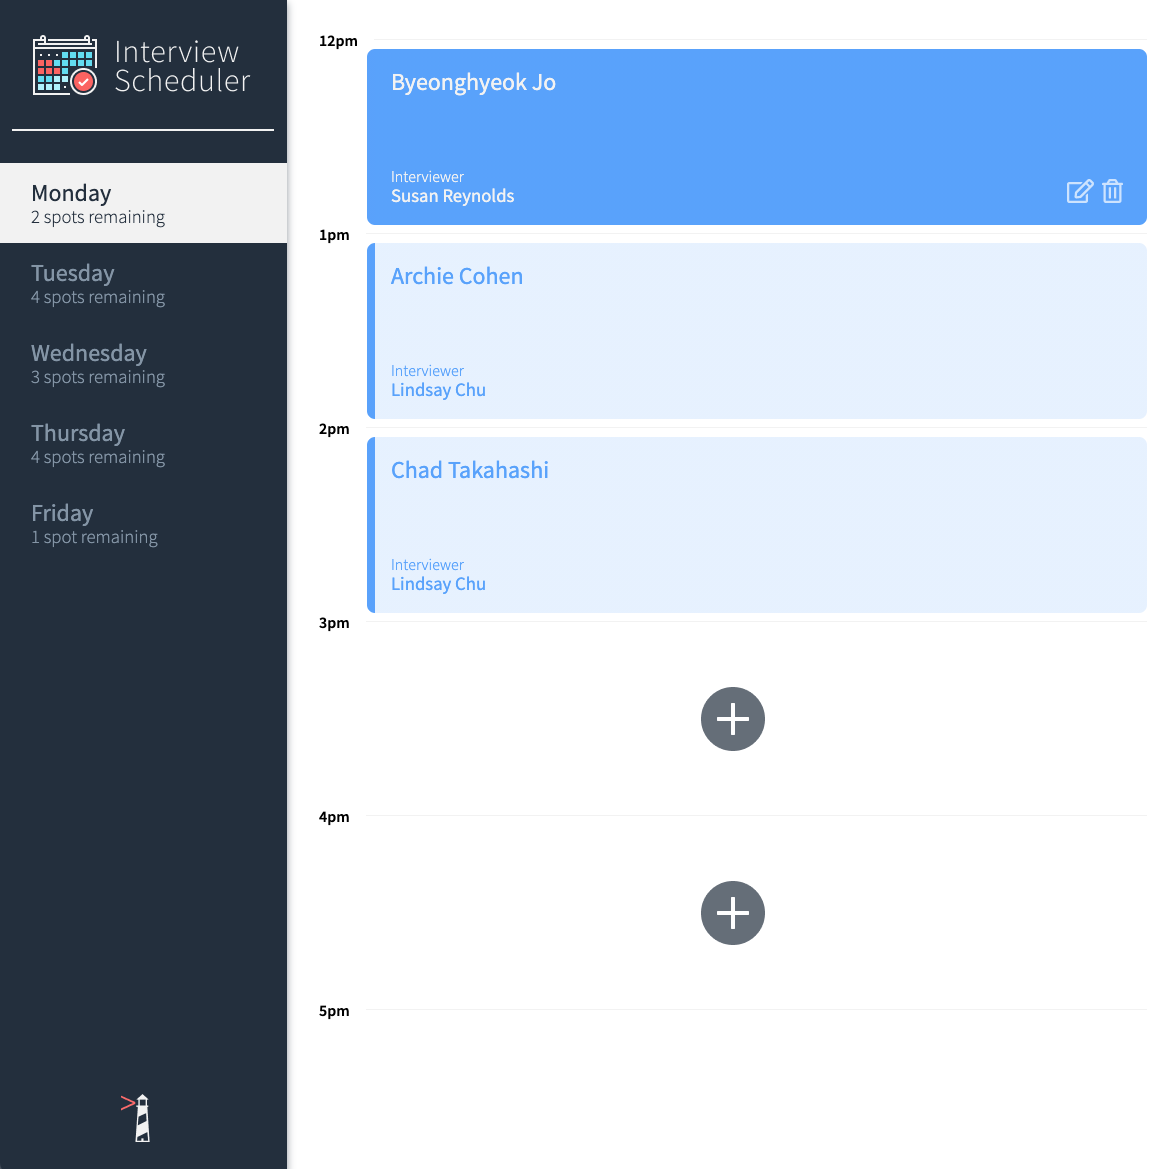 Interview
Scheduler
Monday
2 spots remaining
Tuesday
4 spots remaining
Wednesday
3 spots remaining
Thursday
4 spots remaining
Friday
1 spot remaining
12pm
Byeonghyeok Jo
Interviewer
Susan Reynolds
1pm
Archie Cohen
Interviewer
Lindsay Chu
2pm
Chad Takahashi
Interviewer
Lindsay Chu
3pm
4pm
5pm